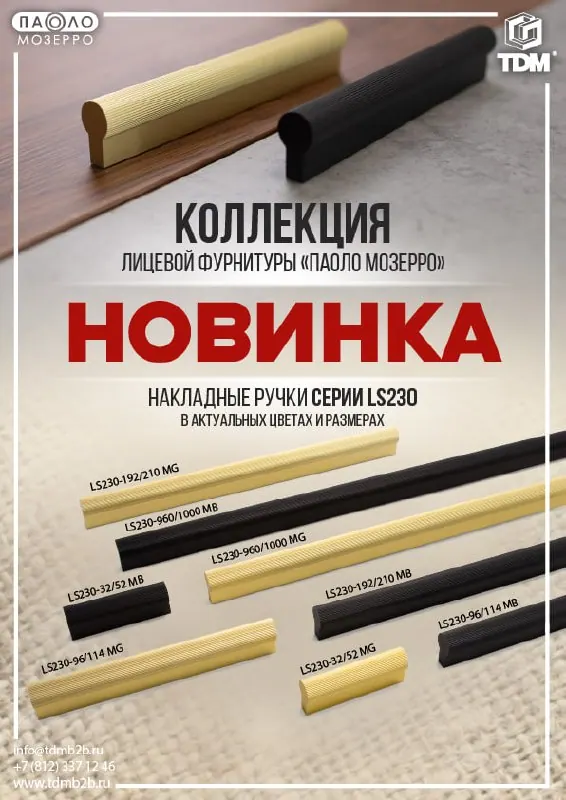 ПАОЛО
МОЗЕРРО
TDM
КОЛЛЕКЦИЯ
ЛИЦЕВОЙ ФУРНИТУРЫ «ПАОЛО МОЗЕРРО»
НОВИНКА
НАКЛАДНЫЕ РУЧКИ СЕРИИ LS230
В АКТУАЛЬНЫХ ЦВЕТАХ И РАЗМЕРАХ
LS230-192/210 MG
LS230-960/1000 MB
LS230-960/1000 MG
LS230-32/52 MB
LS230-192/210 MB
LS230-96/114 MB
LS230-96/114 MG
LS230-32/52 MG
info@tdmb2b.ru
+7 (812) 337 12 46
www.tdmb2b.ru